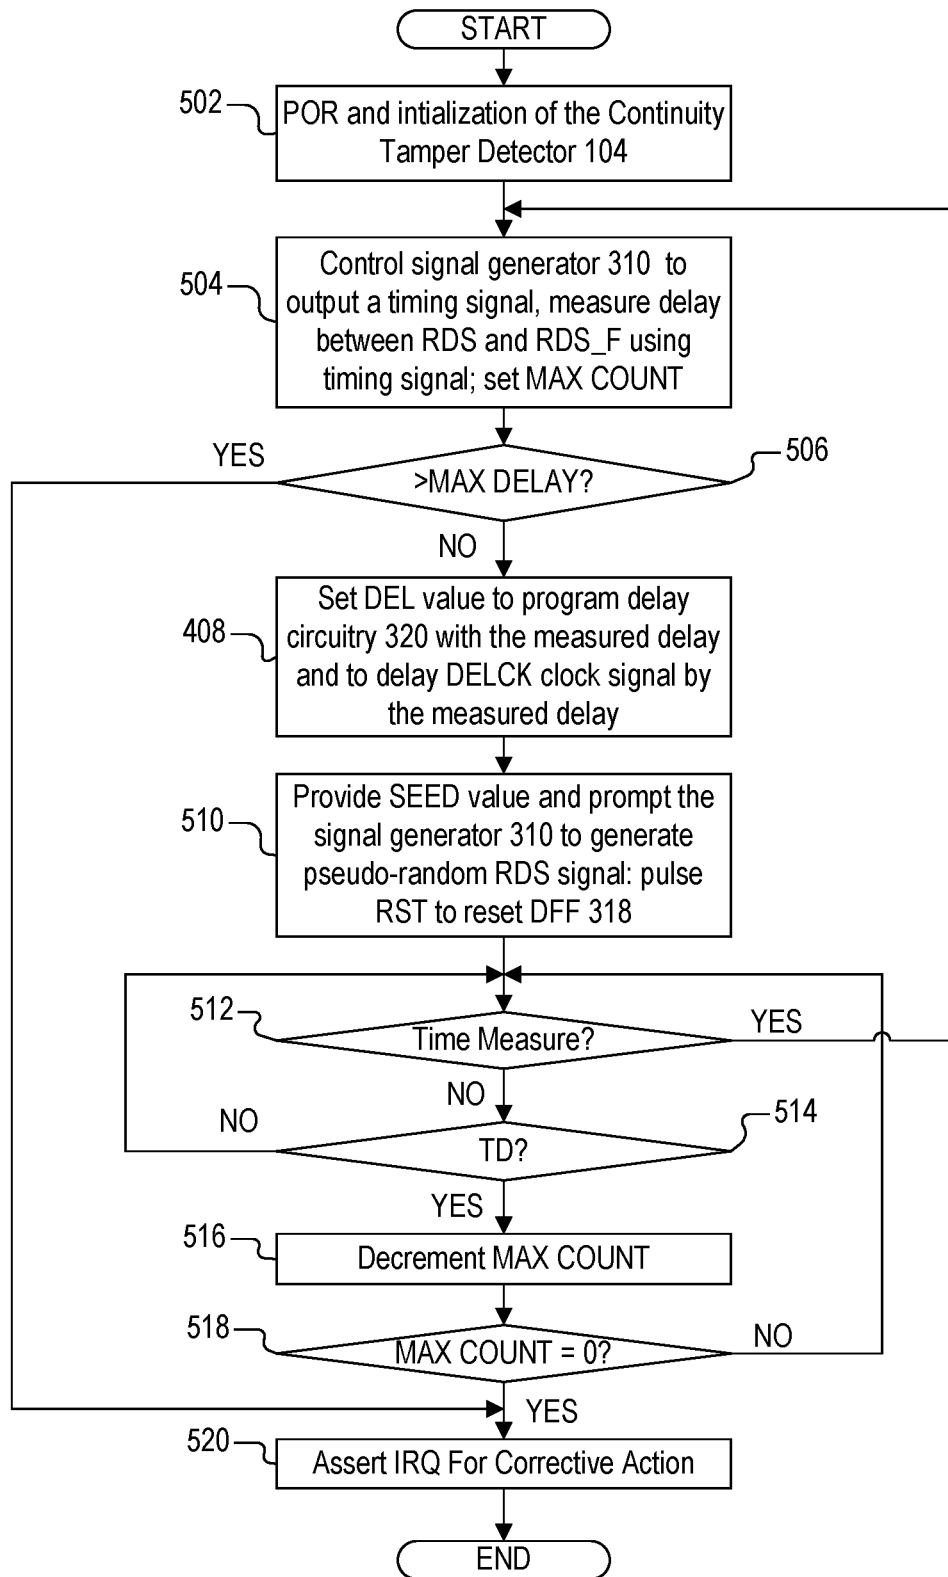 START
502
POR and intialization of the Continuity
Tamper Detector 104
504
Control signal generator 310 to
output a timing signal, measure delay
between RDS and RDS_F using
timing signal; set MAX COUNT
YES
506
>MAX DELAY?
NO
408
Set DEL value to program delay
circuitry 320 with the measured delay
and to delay DELCK clock signal by
the measured delay
510
Provide SEED value and prompt the
signal generator 310 to generate
pseudo-random RDS signal: pulse
RST to reset DFF 318
512
Time Measure?
YES
NO
NO
514
TD?
YES
516
Decrement MAX COUNT
518
MAX COUNT = 0?
NO
YES
520
Assert IRQ For Corrective Action
END